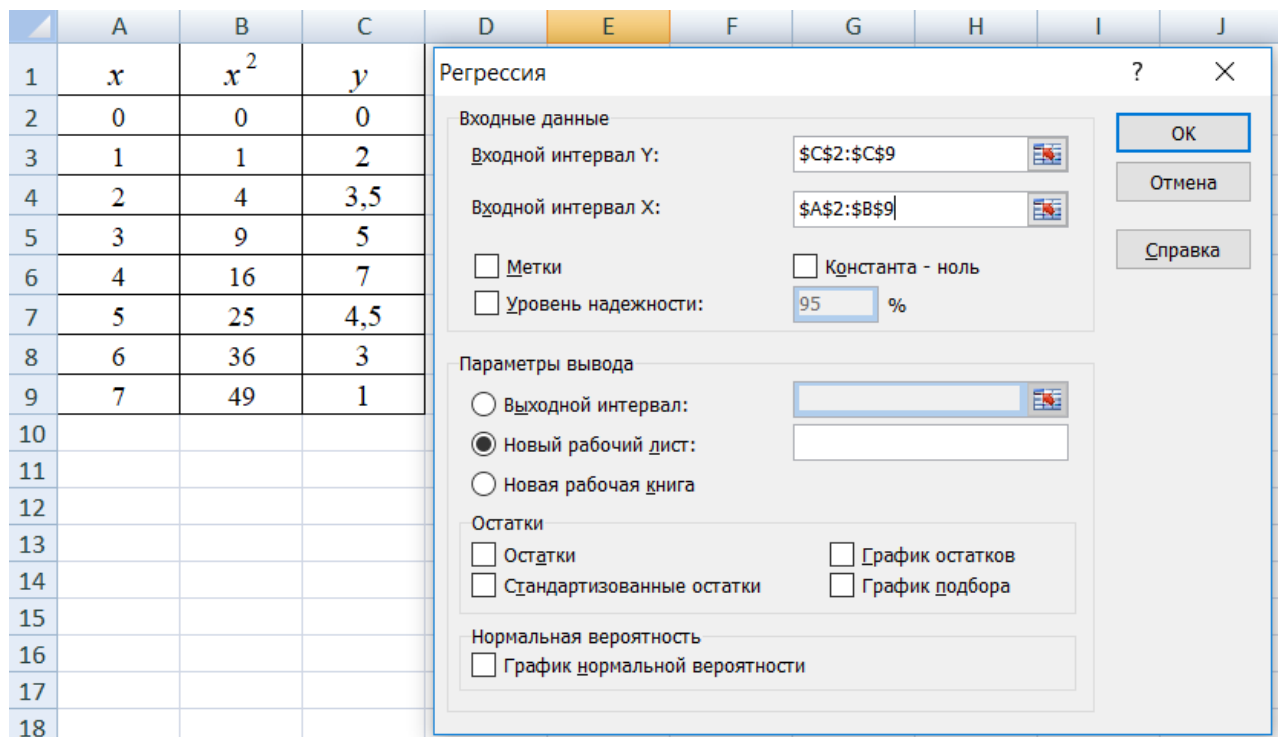 A B C D E F G H I J
1 x x² y
2 0 0 0
3 1 1 2
4 2 4 3,5
5 3 9 5
6 4 16 7
7 5 25 4,5
8 6 36 3
9 7 49 1
10
11
12
13
14
15
16
17
18
Регрессия ? ×
Входные данные
Входной интервал Y: $C$2:$C$9
Входной интервал X: $A$2:$B$9
Метки Константа - ноль
Уровень надежности: 95 %
Параметры вывода
Выходной интервал:
Новый рабочий лист:
Новая рабочая книга
Остатки
Остатки График остатков
Стандартизованные остатки График подбора
Нормальная вероятность
График нормальной вероятности
OK
Отмена
Справка